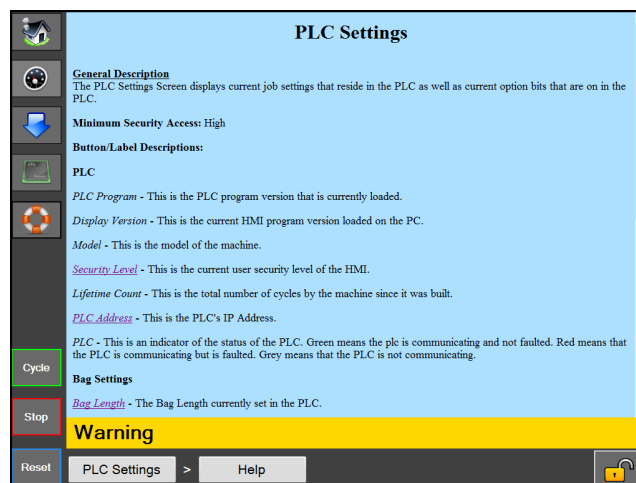 PLC Settings
General Description
The PLC Settings Screen displays current job settings that reside in the PLC as well as current option bits that are on in the
PLC.
Minimum Security Access: High
Button/Label Descriptions:
PLC
PLC Program - This is the PLC program version that is currently loaded.
Display Version - This is the current HMI program version loaded on the PC.
Model - This is the model of the machine.
Security Level - This is the current user security level of the HMI.
Lifetime Count - This is the total number of cycles by the machine since it was built.
PLC Address - This is the PLC's IP Address.
PLC - This is an indicator of the status of the PLC. Green means the plc is communicating and not faulted. Red means that
the PLC is communicating but is faulted. Grey means that the PLC is not communicating.
Bag Settings
Bag Length - The Bag Length currently set in the PLC.
Cycle
Stop
Warning
Reset
PLC Settings > Help